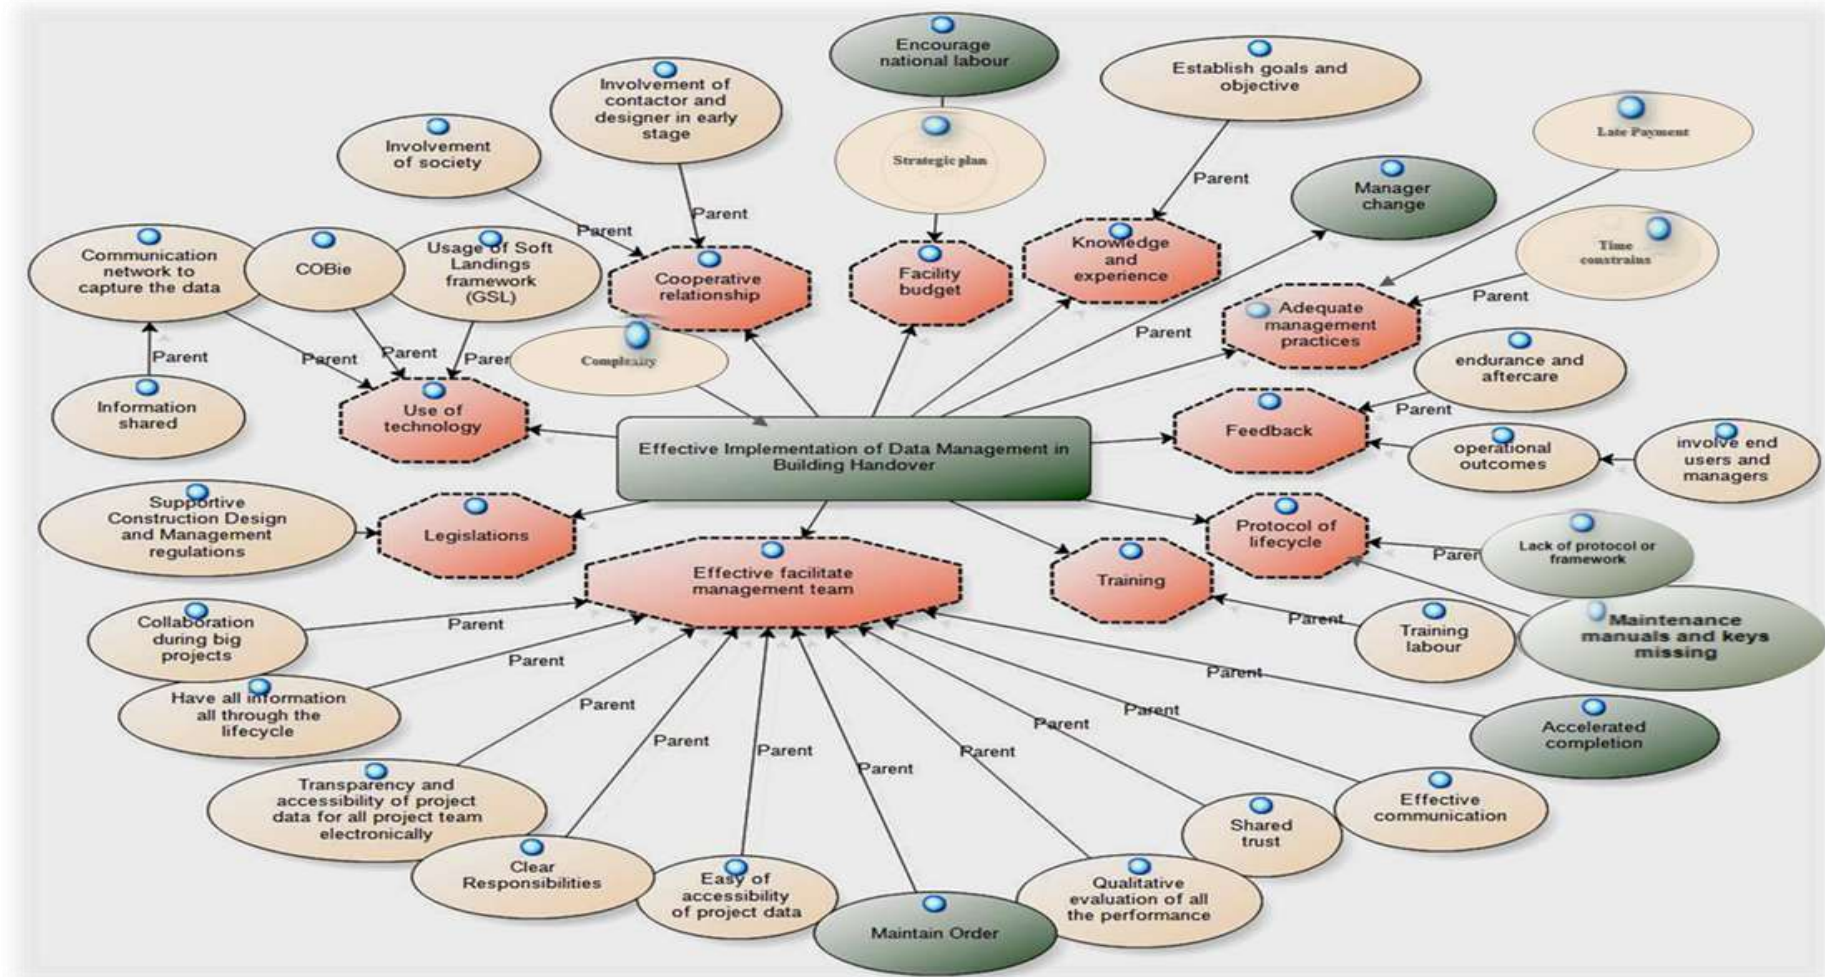 Encourage
national labour
Establish goals and
objective
Involvement of
contactor and
designer in early
stage
Late Payment
Involvement
of society
Strategic plan
Parent
Manager
change
Parent
Parent
Time
constrains
Communication
network to
capture the data
COBie
Usage of Soft
Landings
framework
(GSL)
Cooperative
relationship
Facility
budget
Knowledge
and
experience
Parent
Adequate
management
practices
Parent
Parent
Parent
Parent
Paren
Complexity
endurance and
aftercare
Information
shared
Use of
technology
Parent
Feedback
Effective Implementation of Data Management in
Building Handover
operational
outcomes
involve end
users and
managers
Supportive
Construction Design
and Management
regulations
Legislations
Protocol of
lifecycle
Paren
Lack of protocol or
framework
Effective facilitate
management team
Training
Parent
Training
labour
Maintenance
manuals and keys
missing
Collaboration
during big
projects
Parent
Parent
Parent
Have all information
all through the
lifecycle
Parent
Parent
Parent
Accelerated
completion
Parent
Parent
Parent
Parent
Transparency and
accessibility of project
data for all project team
electronically
Effective
communication
Shared
trust
Clear
Responsibilities
Easy of
accessibility
of project data
Qualitative
evaluation of all
the performance
Maintain Order